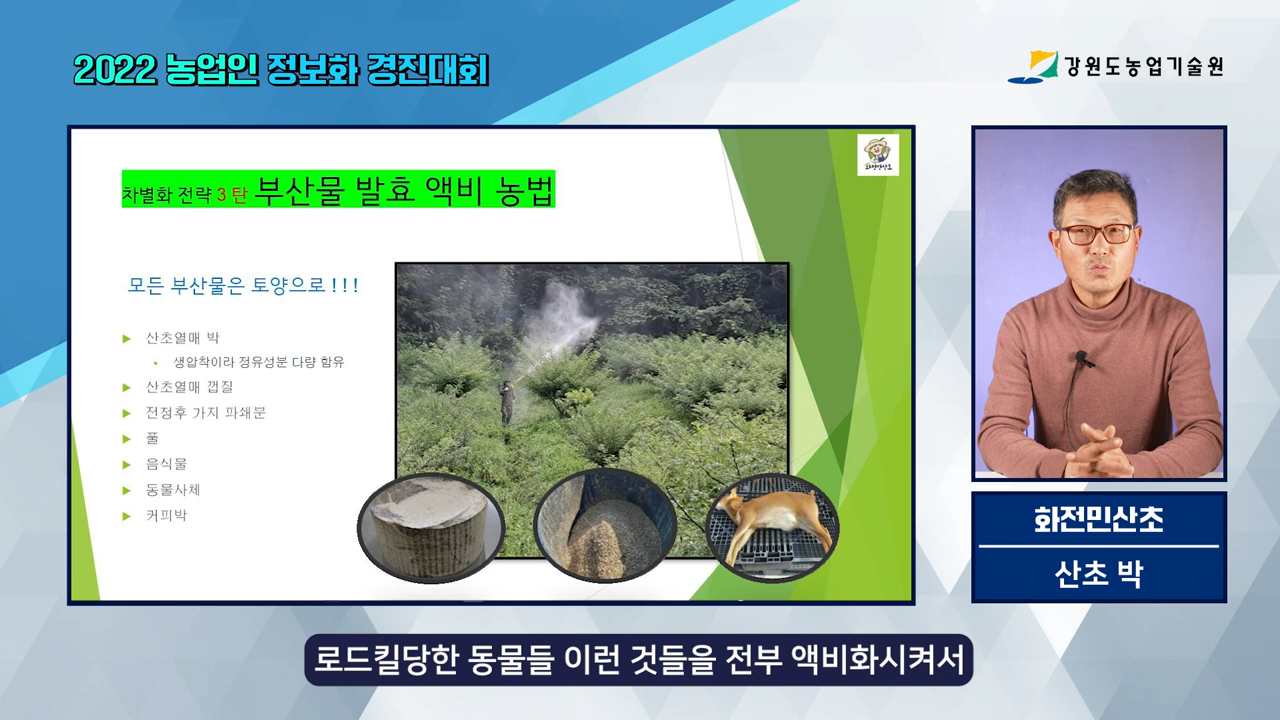 2022 농업인 정보화 경진대회
강원도농업기술원
차별화 전략 3 탄 부산물 발효 액비 농법
화전민산초
모든 부산물은 토양으로 ! ! !
산초열매 박
생압착이라 정유성분 다량 함유
산초열매 껍질
전정후 가지 파쇄분
풀
음식물
동물사체
커피박
화전민산초
산초 박
로드킬당한 동물들 이런 것들을 전부 액비화시켜서